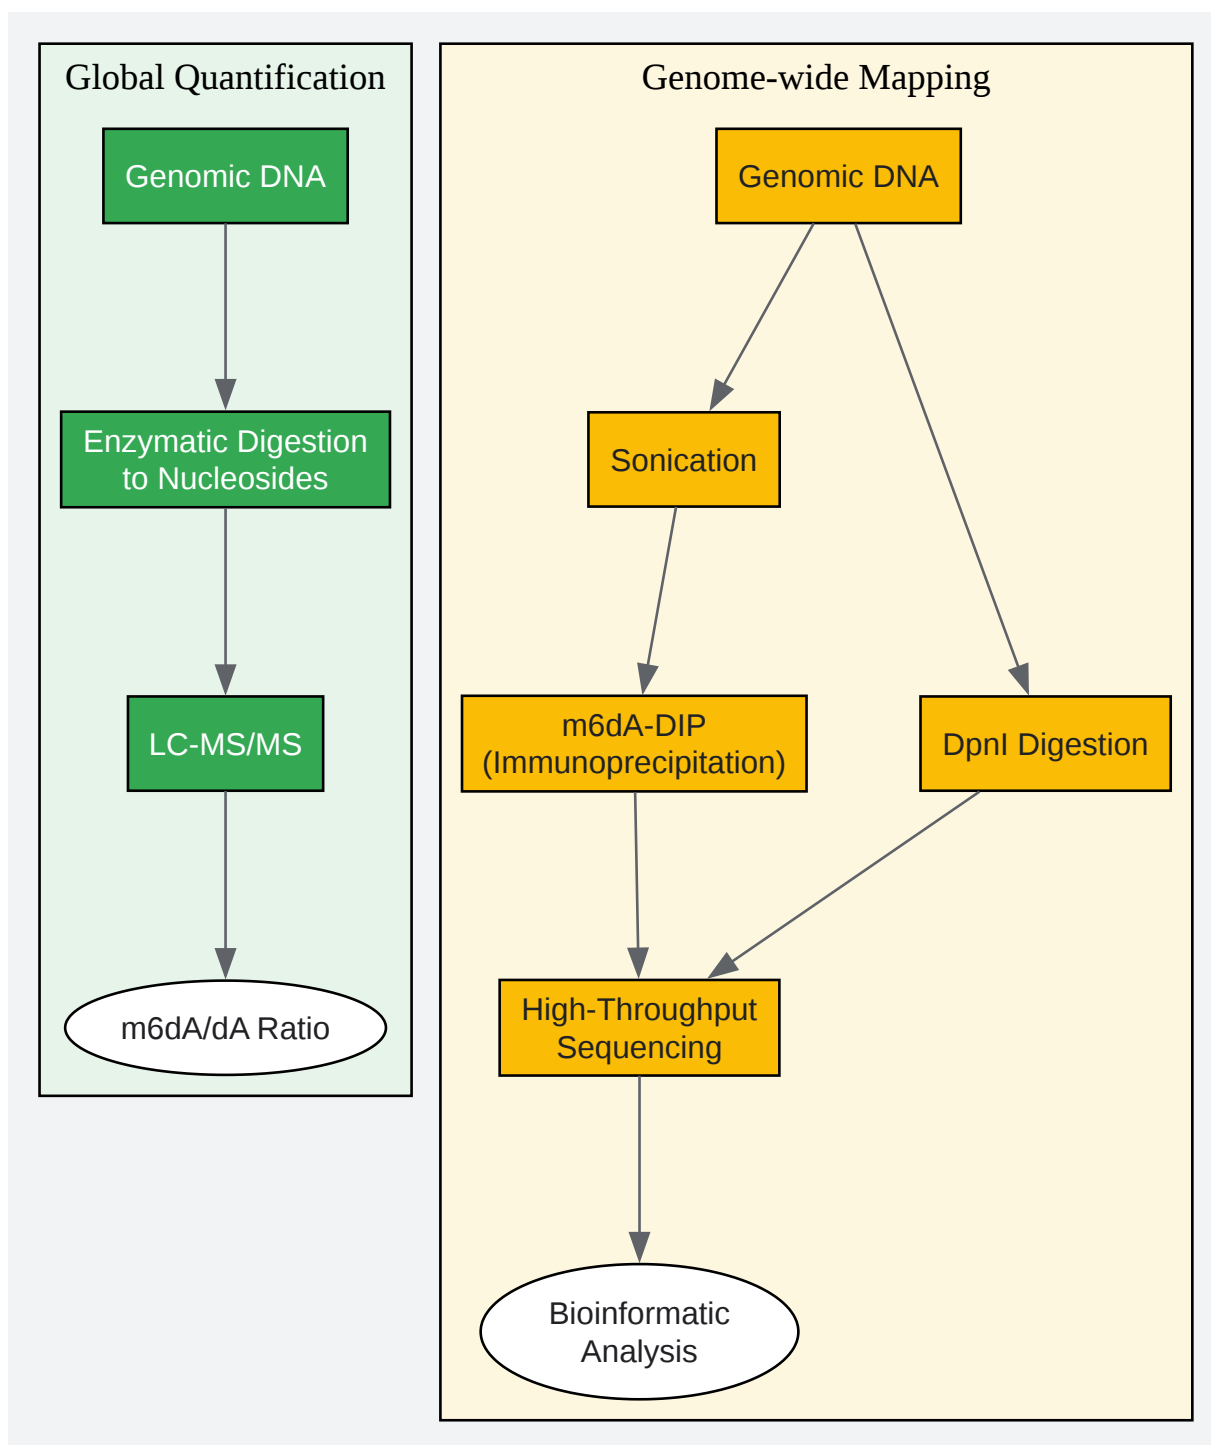 Global Quantification
Genomic DNA
Enzymatic Digestion
to Nucleosides
LC-MS/MS
m6dA/dA Ratio
Genome-wide Mapping
Genomic DNA
Sonication
m6dA-DIP
(Immunoprecipitation)
DpnI Digestion
High-Throughput
Sequencing
Bioinformatic
Analysis